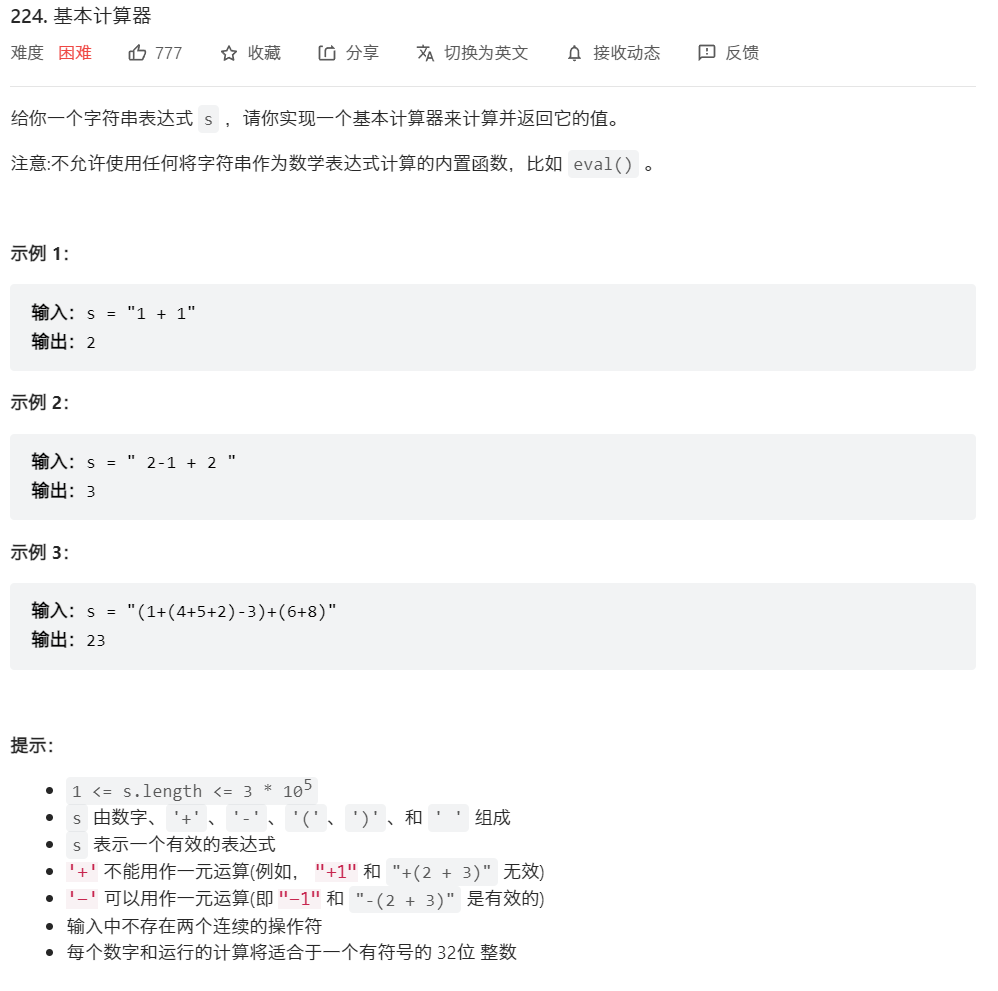 224. 基本计算器
难度 困难 777 收藏 分享 切换为英文 接收动态 反馈
给你一个字符串表达式 s ，请你实现一个基本计算器来计算并返回它的值。
注意:不允许使用任何将字符串作为数学表达式计算的内置函数，比如 eval() 。
示例 1：
输入：s = "1 + 1"
输出：2
示例 2：
输入：s = " 2-1 + 2 "
输出：3
示例 3：
输入：s = "(1+(4+5+2)-3)+(6+8)"
输出：23
提示：
1 <= s.length <= 3 * 10⁵
s 由数字、'+'、'-'、'('、')'、和 ' ' 组成
s 表示一个有效的表达式
'+' 不能用作一元运算(例如， "+1" 和 "+(2 + 3)" 无效)
'-' 可以用作一元运算(即 "-1" 和 "-(2 + 3)" 是有效的)
输入中不存在两个连续的操作符
每个数字和运行的计算将适合于一个有符号的 32位 整数